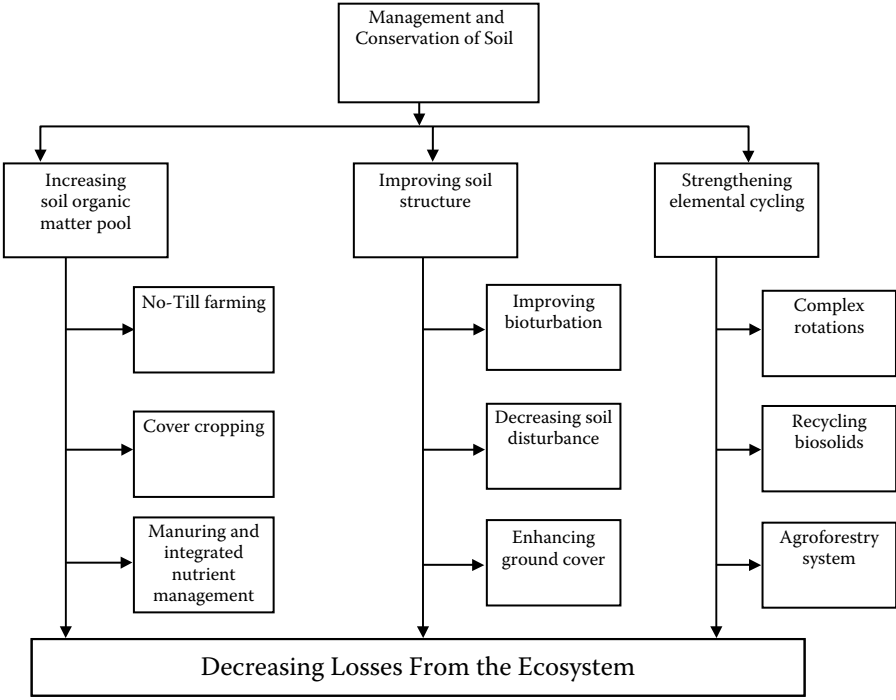 Management and
Conservation of Soil
Increasing
soil organic
matter pool
Improving soil
structure
Strengthening
elemental cycling
No-Till farming
Cover cropping
Manuring and
integrated
nutrient
management
Improving
bioturbation
Decreasing soil
disturbance
Enhancing
ground cover
Complex
rotations
Recycling
biosolids
Agroforestry
system
Decreasing Losses From the Ecosystem